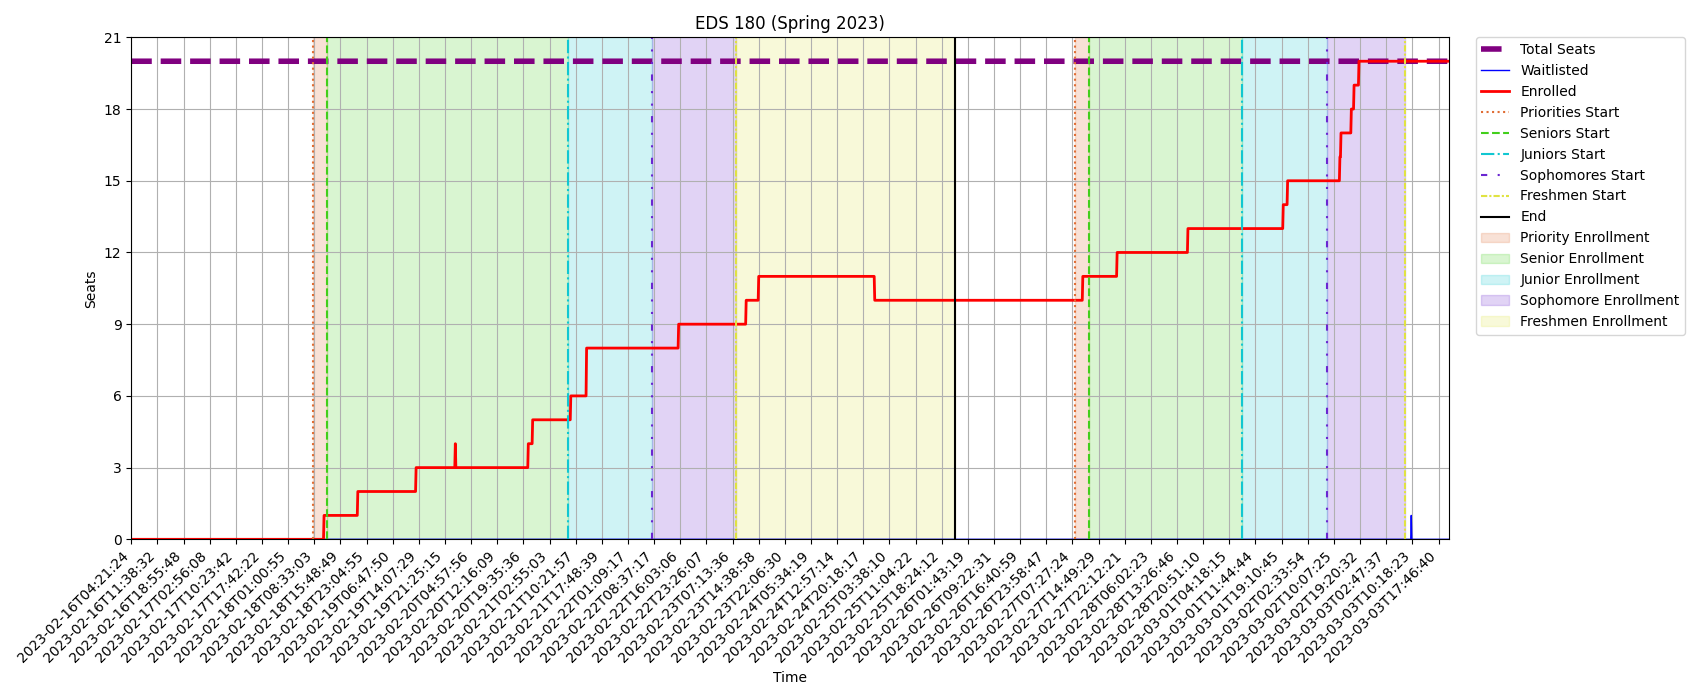 EDS 180 (Spring 2023)
21
18
15
12
9
6
3
0
Seats
2023-02-16T04:21:24
2023-02-16T11:38:32
2023-02-16T18:55:48
2023-02-17T02:56:08
2023-02-17T10:23:42
2023-02-17T17:42:22
2023-02-18T01:00:55
2023-02-18T08:33:03
2023-02-18T15:48:49
2023-02-18T23:04:55
2023-02-19T06:47:50
2023-02-19T14:07:29
2023-02-19T21:25:15
2023-02-20T04:57:56
2023-02-20T12:16:09
2023-02-20T19:35:36
2023-02-21T02:55:03
2023-02-21T10:21:57
2023-02-21T17:48:39
2023-02-22T01:09:17
2023-02-22T08:37:17
2023-02-22T16:03:06
2023-02-22T23:26:07
2023-02-23T07:13:36
2023-02-23T14:38:58
2023-02-23T22:06:30
2023-02-24T05:34:19
2023-02-24T12:57:14
2023-02-24T20:18:17
2023-02-25T03:38:10
2023-02-25T11:04:22
2023-02-25T18:24:12
2023-02-26T01:43:19
2023-02-26T09:22:31
2023-02-26T16:40:59
2023-02-26T23:58:47
2023-02-27T07:27:24
2023-02-27T14:49:29
2023-02-27T22:12:21
2023-02-28T06:02:23
2023-02-28T13:26:46
2023-02-28T20:51:10
2023-03-01T04:18:15
2023-03-01T11:44:44
2023-03-01T19:10:45
2023-03-02T02:33:54
2023-03-02T10:07:25
2023-03-02T19:20:32
2023-03-03T02:47:37
2023-03-03T10:18:23
2023-03-03T17:46:40
Time
Total Seats
Waitlisted
Enrolled
Priorities Start
Seniors Start
Juniors Start
Sophomores Start
Freshmen Start
End
Priority Enrollment
Senior Enrollment
Junior Enrollment
Sophomore Enrollment
Freshmen Enrollment